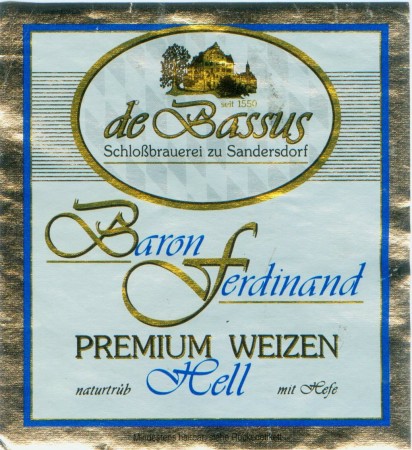 seit 1550
de Bassus
Schloßbrauerei zu Sandersdorf
Baron
Ferdinand
PREMIUM WEIZEN
naturtrüb Hell mit Hefe